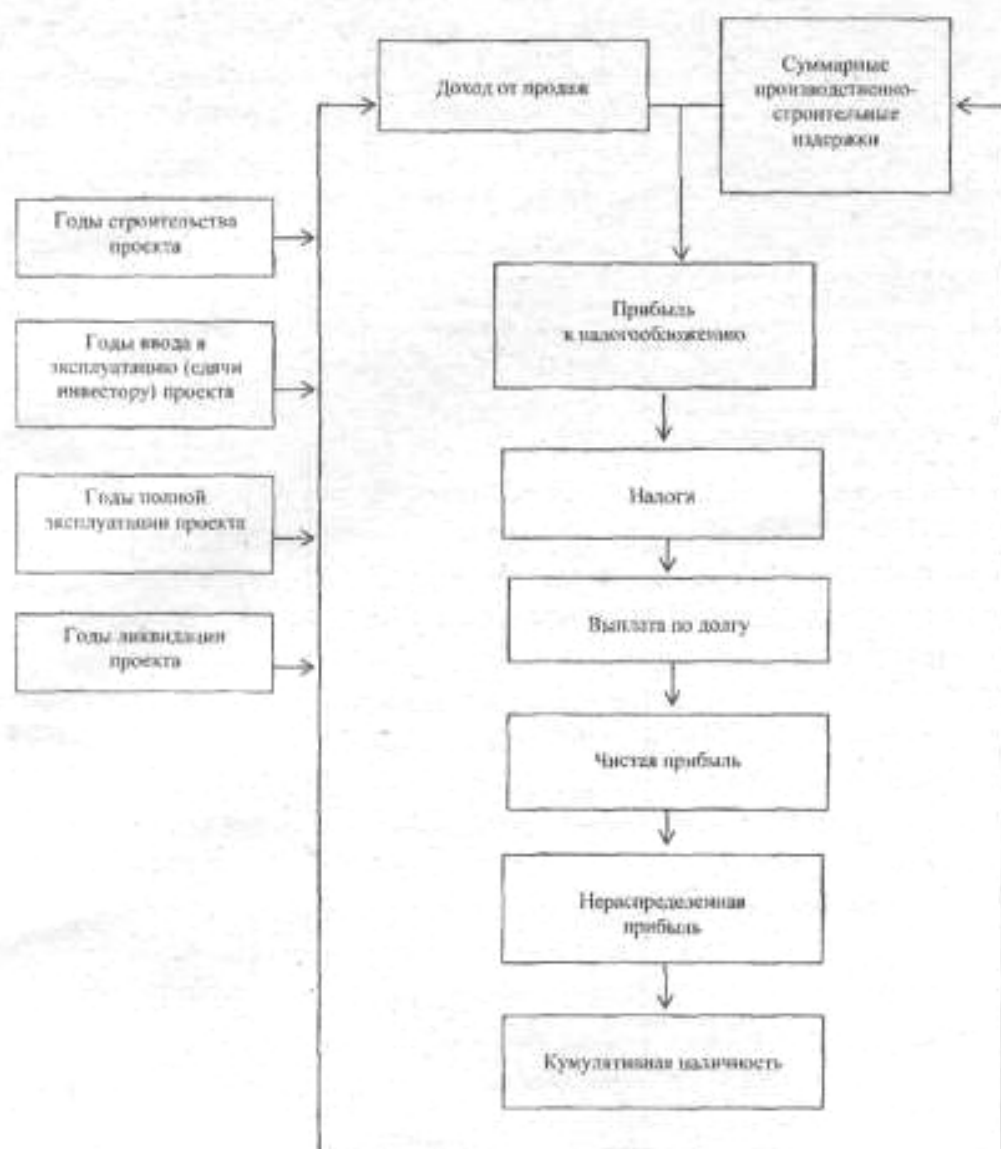 Доход от продаж
Суммарные
производственно-
строительные
издержки
Годы строительства
проекта
Годы ввода в
эксплуатацию (сдачи
инвестору) проекта
Годы полной
эксплуатации проекта
Годы ликвидации
проекта
Прибыль
к налогообложению
Налоги
Выплата по долгу
Чистая прибыль
Нераспределенная
прибыль
Кумулятивная наличность